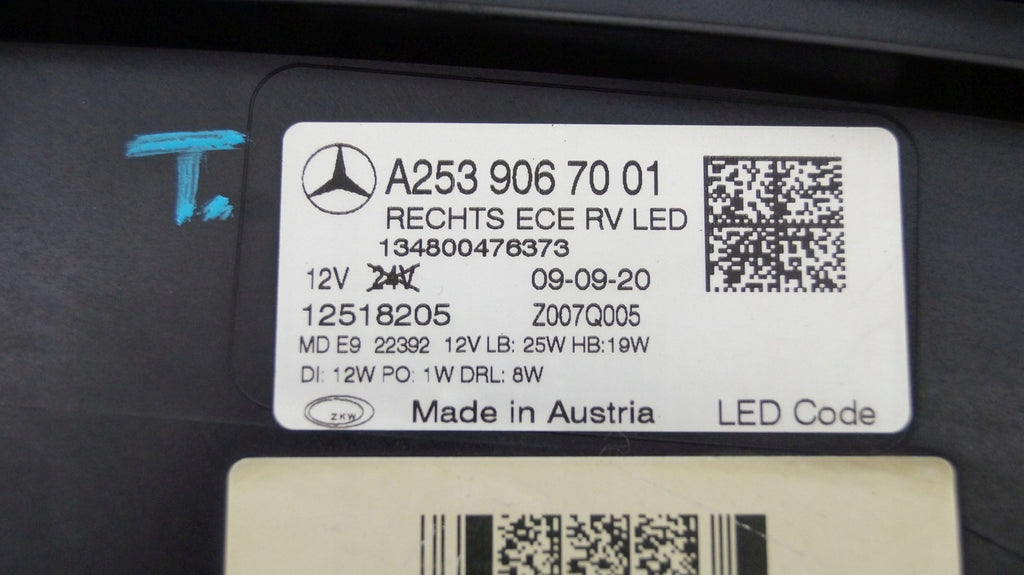 T.
A253 906 70 01
RECHTS ECE RV LED
134800476373
12V 24V 09-09-20
12518205 Z007Q005
MD E9 22392 12V LB: 25W HB:19W
DI: 12W PO: 1W DRL: 8W
ZKW Made in Austria LED Code